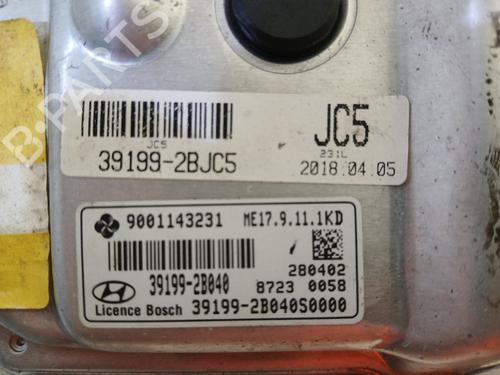 JC5
39199-2BJC5
JC5
231L
2018.04.05
9001143231 ME17.9.11.1KD
39199-2B040
280402
8723 0058
Licence Bosch 39199-2B040S0000
B-PARTS